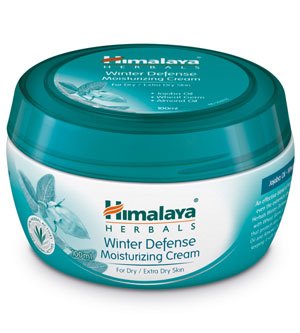 Himalaya
HERBALS
Winter Defense
Moisturizing Cream
For Dry / Extra Dry Skin
• Jojoba Oil
• Wheat Germ
• Almond Oil
100ml
Himalaya
HERBALS
Winter Defense
Moisturizing Cream
100ml
For Dry / Extra Dry Skin